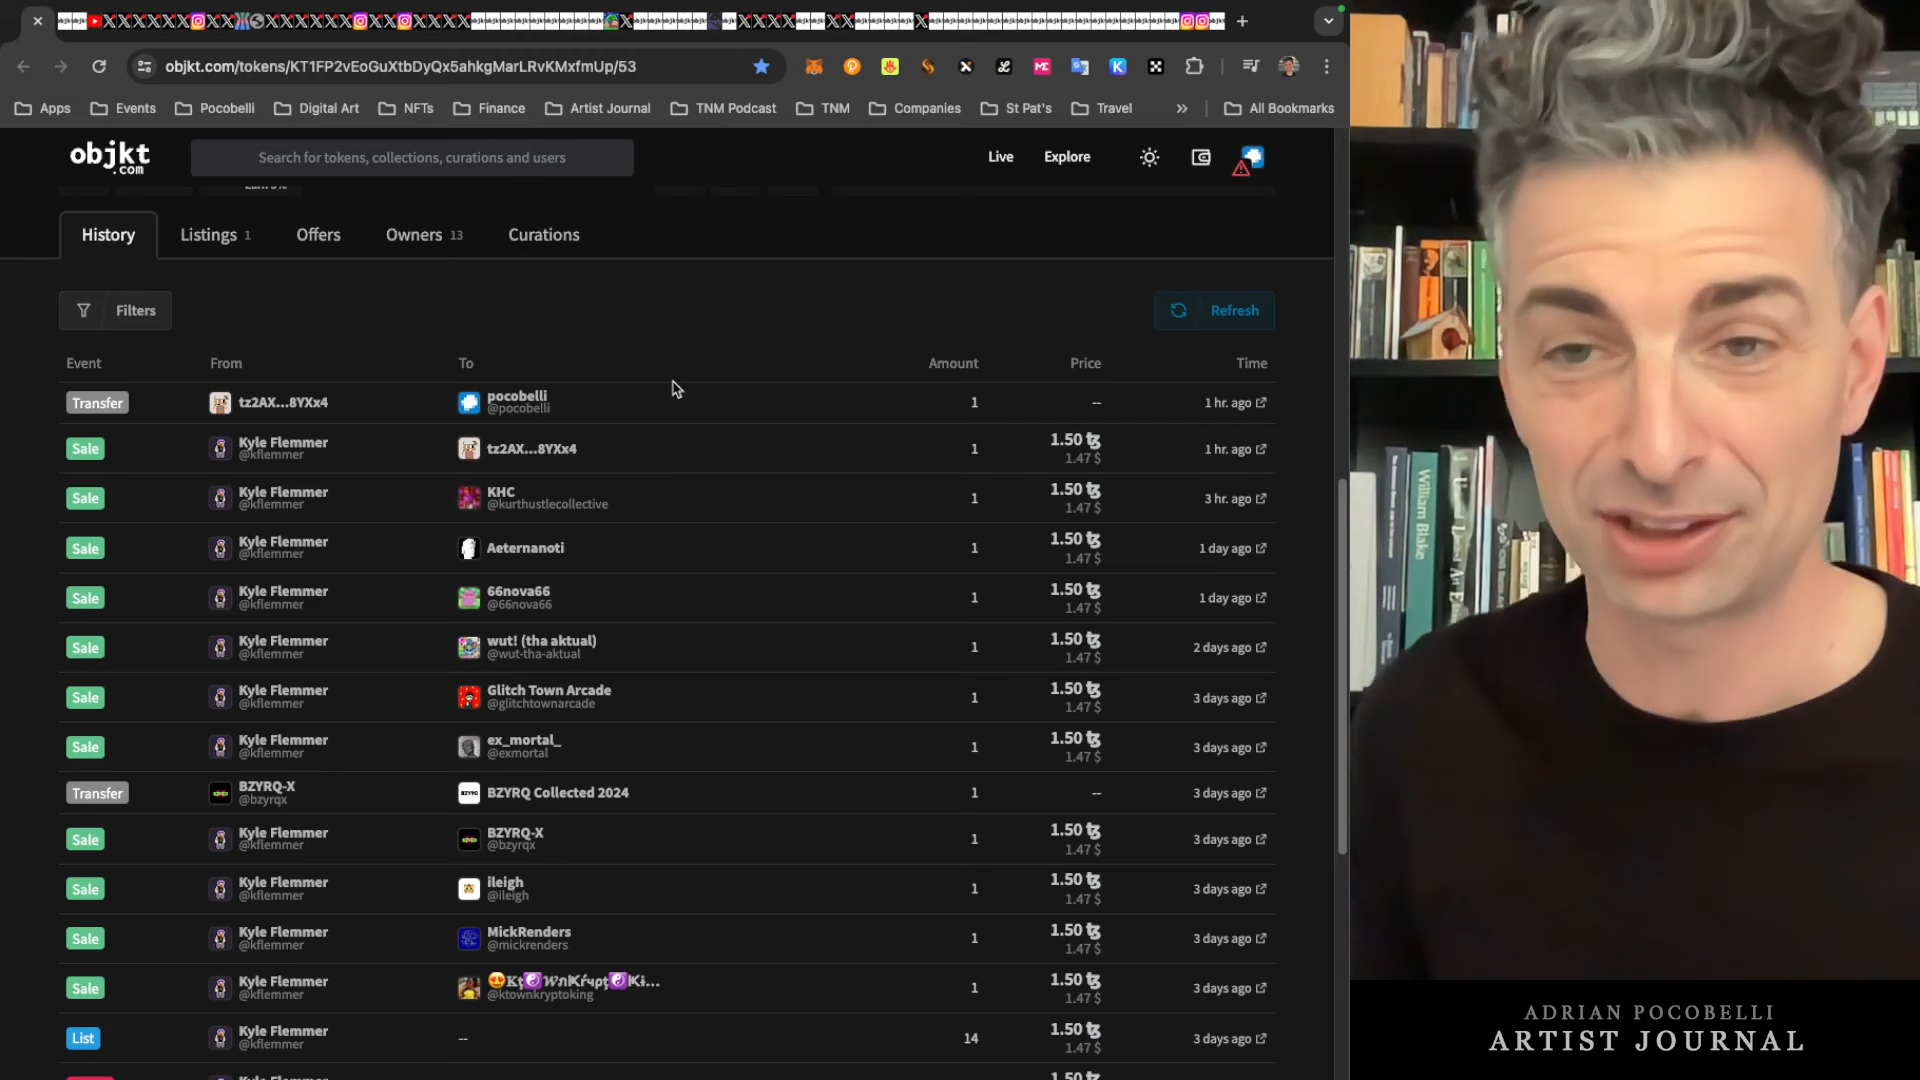 objkt.com/tokens/KT1FP2vEoGuXtbDyQx5ahkgMarLRvKMxfmUp/53
Apps Events Pocobelli Digital Art NFTs Finance Artist Journal TNM Podcast TNM Companies St Pat's Travel » All Bookmarks
objkt
.com
Search for tokens, collections, curations and users
Live Explore
History Listings 1 Offers Owners 13 Curations
Filters
Refresh
Event From To Amount Price Time
Transfer tz2AX...8YXx4 pocobelli 1 -- 1 hr. ago
@pocobelli
Sale Kyle Flemmer tz2AX...8YXx4 1 1.50 ꜩ 1 hr. ago
@kflemmer 1.47 $
Sale Kyle Flemmer KHC 1 1.50 ꜩ 3 hr. ago
@kflemmer @kurthustlecollective 1.47 $
Sale Kyle Flemmer Aeternanoti 1 1.50 ꜩ 1 day ago
@kflemmer 1.47 $
Sale Kyle Flemmer 66nova66 1 1.50 ꜩ 1 day ago
@kflemmer @66nova66 1.47 $
Sale Kyle Flemmer wut! (tha aktual) 1 1.50 ꜩ 2 days ago
@kflemmer @wut-tha-aktual 1.47 $
Sale Kyle Flemmer Glitch Town Arcade 1 1.50 ꜩ 3 days ago
@kflemmer @glitchtownarcade 1.47 $
Sale Kyle Flemmer ex_mortal_ 1 1.50 ꜩ 3 days ago
@kflemmer @exmortal 1.47 $
Transfer BZYRQ-X BZYRQ Collected 2024 1 -- 3 days ago
@bzyrqx
Sale Kyle Flemmer BZYRQ-X 1 1.50 ꜩ 3 days ago
@kflemmer @bzyrqx 1.47 $
Sale Kyle Flemmer ileigh 1 1.50 ꜩ 3 days ago
@kflemmer @ileigh 1.47 $
Sale Kyle Flemmer MickRenders 1 1.50 ꜩ 3 days ago
@kflemmer @mickrenders 1.47 $
Sale Kyle Flemmer 1 1.50 ꜩ 3 days ago
@kflemmer @ktownkryptoking 1.47 $
List Kyle Flemmer -- 14 1.50 ꜩ 3 days ago
@kflemmer 1.47 $
Kyle Flemmer 1.50 ꜩ
William Blake
ADRIAN POCOBELLI
ARTIST JOURNAL